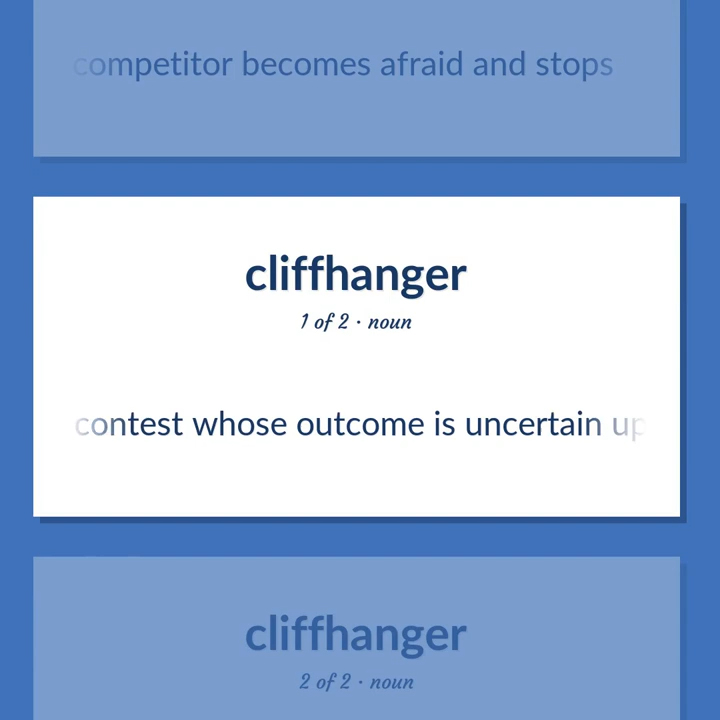 competitor becomes afraid and stops
cliffhanger
1 of 2 · noun
contest whose outcome is uncertain up
cliffhanger
2 of 2 · noun